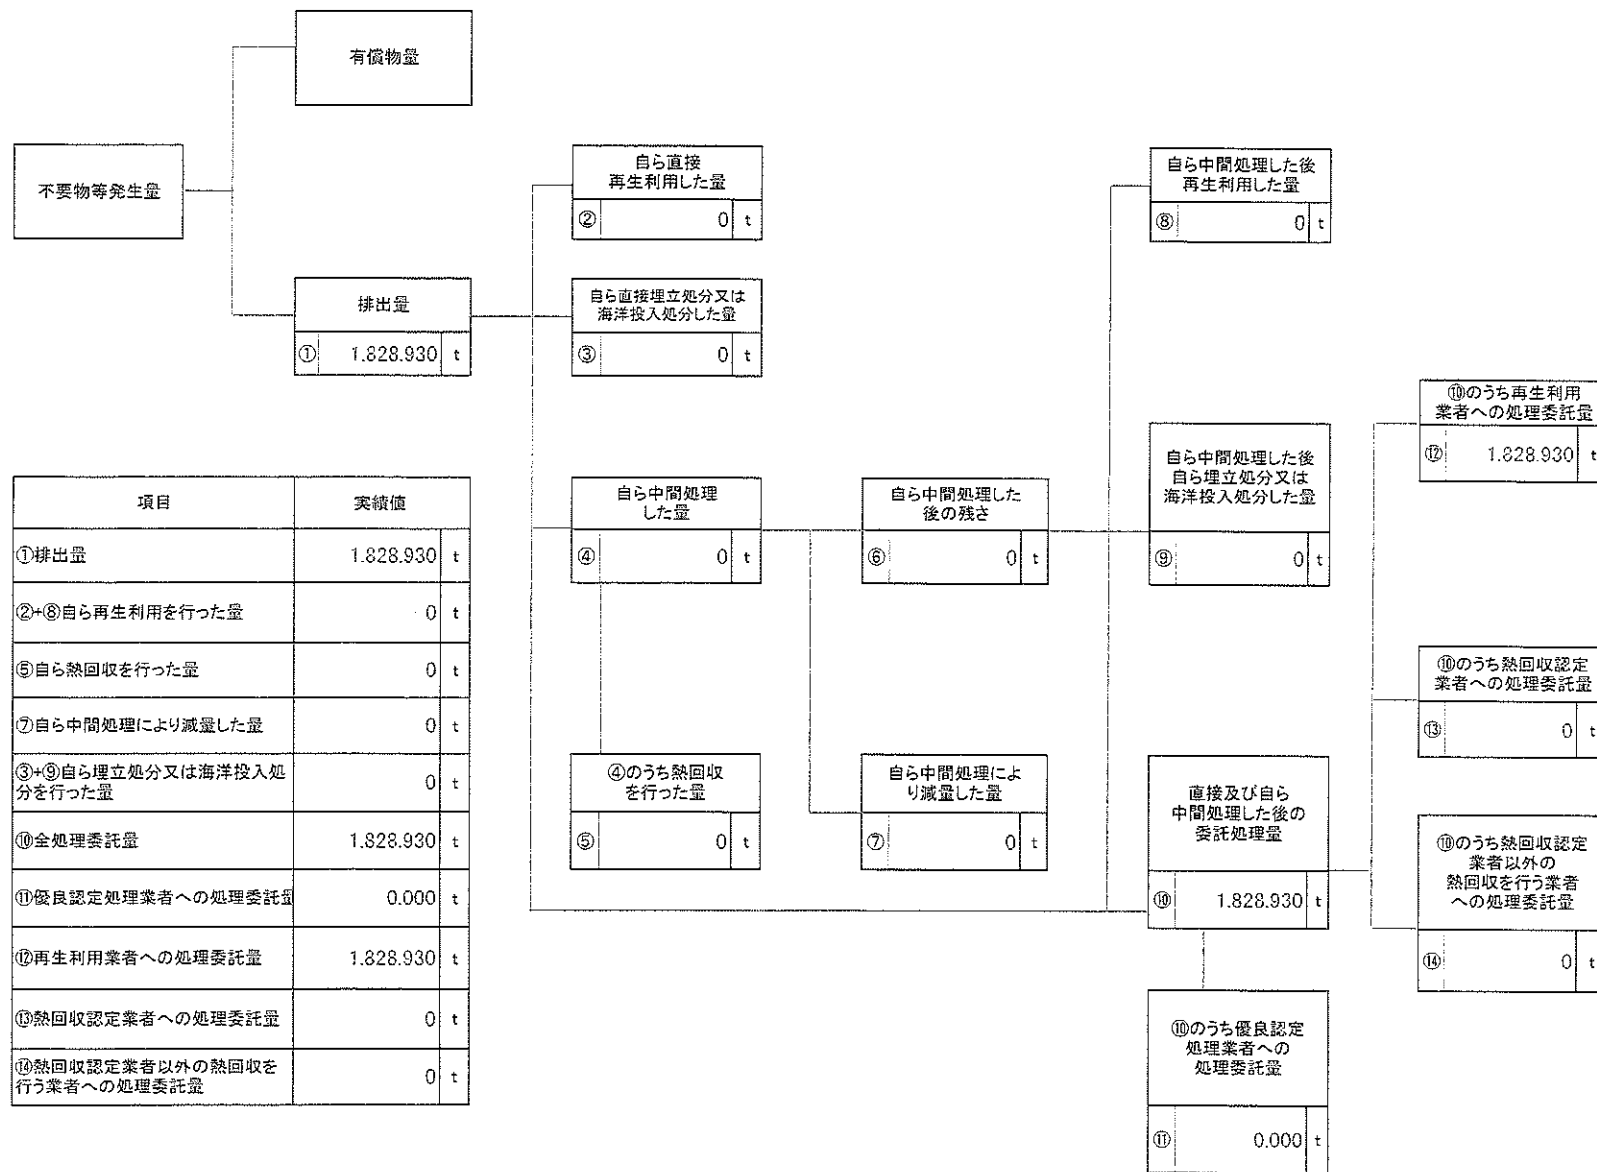 有償物量
不要物等発生量
排出量
① 1.828.930 t
自ら直接
再生利用した量
② 0 t
自ら直接埋立処分又は
海洋投入処分した量
③ 0 t
自ら中間処理
した量
④ 0 t
④のうち熱回収
を行った量
⑤ 0 t
自ら中間処理した
後の残さ
⑥ 0 t
自ら中間処理によ
り減量した量
⑦ 0 t
自ら中間処理した後
再生利用した量
⑧ 0 t
自ら中間処理した後
自ら埋立処分又は
海洋投入処分した量
⑨ 0 t
直接及び自ら
中間処理した後の
委託処理量
⑩ 1.828.930 t
⑩のうち優良認定
処理業者への
処理委託量
⑪ 0.000 t
⑩のうち再生利用
業者への処理委託量
⑫ 1.828.930 t
⑩のうち熱回収認定
業者への処理委託量
⑬ 0 t
⑩のうち熱回収認定
業者以外の
熱回収を行う業者
への処理委託量
⑭ 0 t
項目 実績値
①排出量 1.828.930 t
②+⑧自ら再生利用を行った量 0 t
⑤自ら熱回収を行った量 0 t
⑦自ら中間処理により減量した量 0 t
③+⑨自ら埋立処分又は海洋投入処
分を行った量 0 t
⑩全処理委託量 1.828.930 t
⑪優良認定処理業者への処理委託量 0.000 t
⑫再生利用業者への処理委託量 1.828.930 t
⑬熱回収認定業者への処理委託量 0 t
⑭熱回収認定業者以外の熱回収を
行う業者への処理委託量 0 t